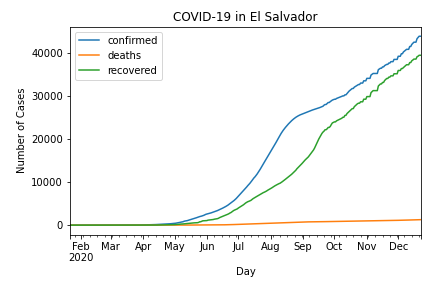 COVID-19 in El Salvador
confirmed
deaths
recovered
Number of Cases
40000
30000
20000
10000
0
Feb Mar Apr May Jun Jul Aug Sep Oct Nov Dec
2020
Day